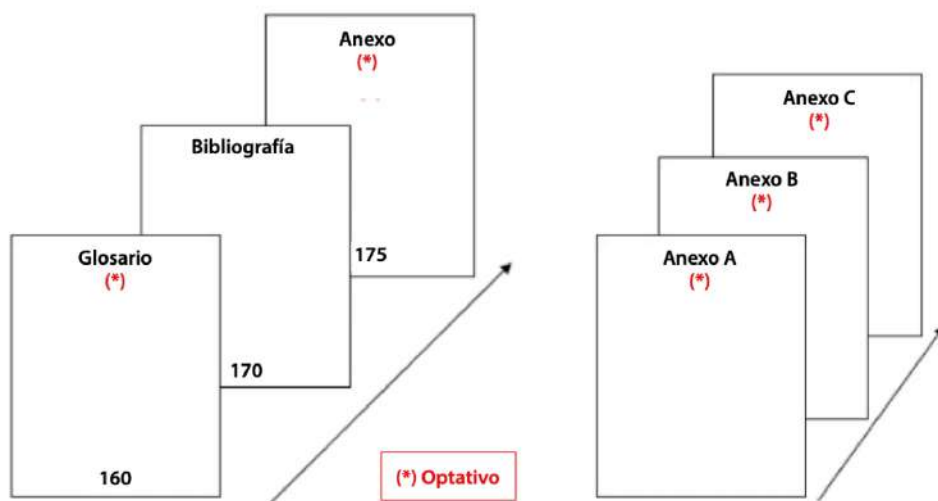 Anexo
(*)
Bibliografía
175
Glosario
(*)
170
160
(*) Optativo
Anexo C
(*)
Anexo B
(*)
Anexo A
(*)